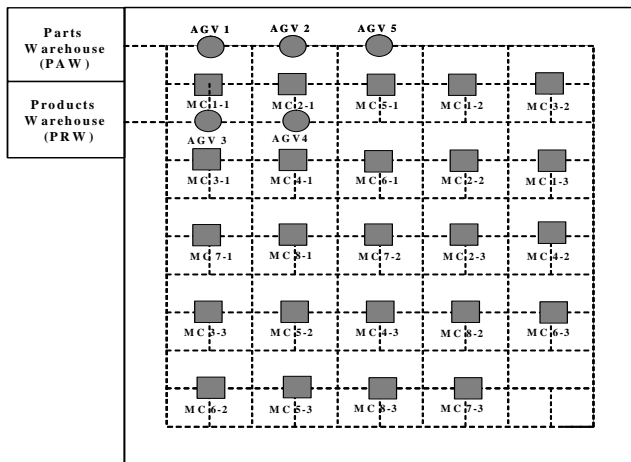 Parts
Warehouse
(PAW)
Products
Warehouse
(PRW)
AGV 1
AGV 2
AGV 5
MC 1-1
MC 2-1
MC 5-1
MC 1-2
MC 3-2
AGV 3
AGV4
MC 3-1
MC 4-1
MC 6-1
MC 2-2
MC 1-3
MC 7-1
MC 8-1
MC 7-2
MC 2-3
MC 4-2
MC 3-3
MC 5-2
MC 4-3
MC 8-2
MC 6-3
MC 6-2
MC 5-3
MC 8-3
MC 7-3